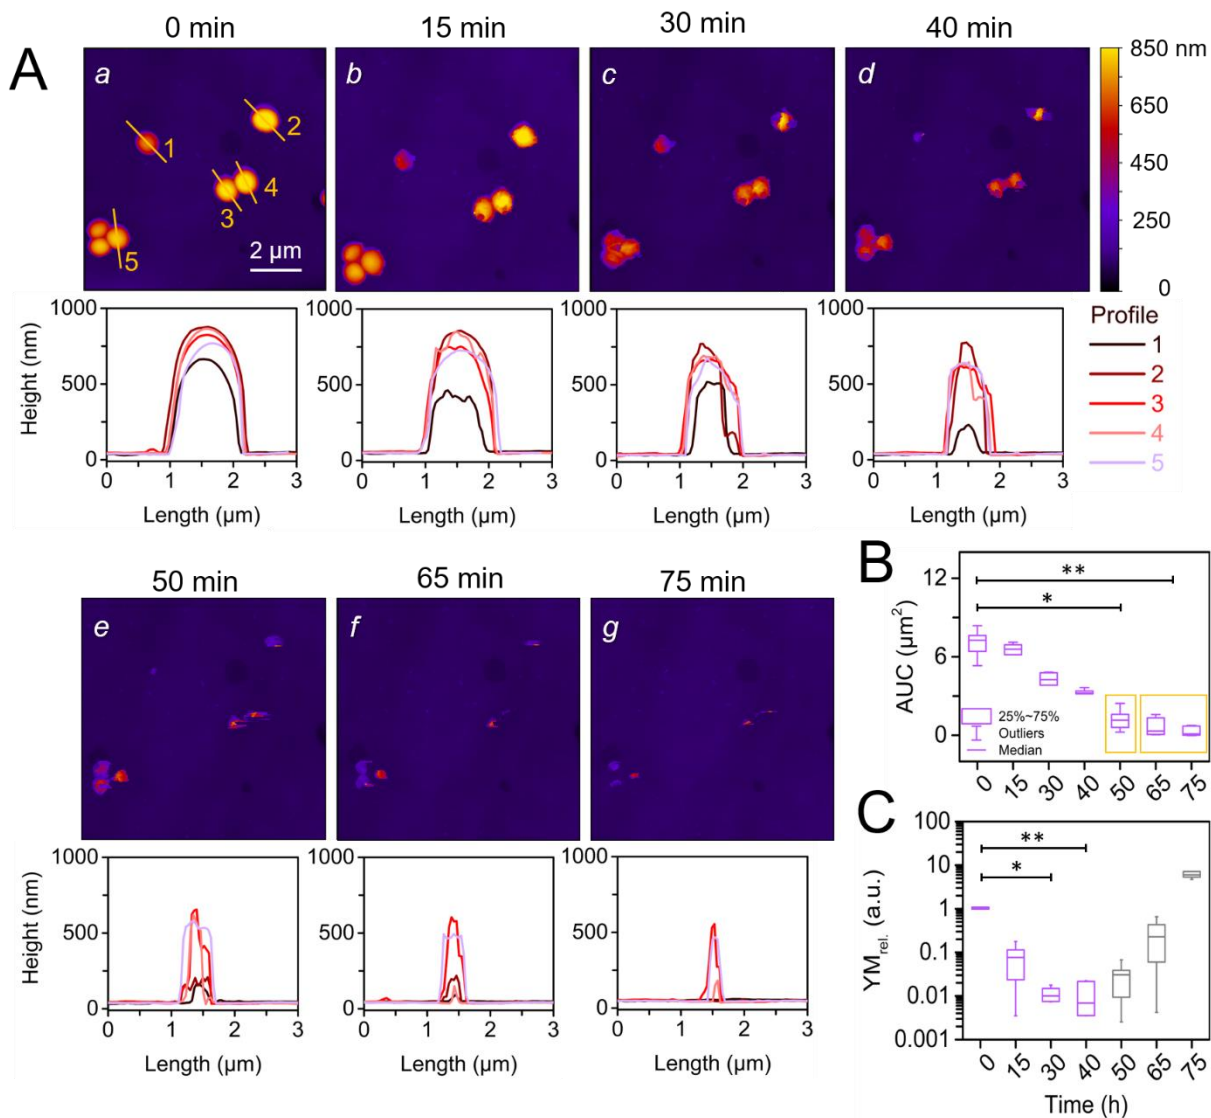 A
0 min
15 min
30 min
40 min
a
b
c
d
1
2
3
4
5
2 µm
850 nm
650
450
250
0
Height (nm)
1000
500
0
0 1 2 3
Length (µm)
1000
500
0
0 1 2 3
Length (µm)
1000
500
0
0 1 2 3
Length (µm)
1000
500
0
0 1 2 3
Length (µm)
Profile
1
2
3
4
5
50 min
65 min
75 min
e
f
g
Height (nm)
1000
500
0
0 1 2 3
Length (µm)
1000
500
0
0 1 2 3
Length (µm)
1000
500
0
0 1 2 3
Length (µm)
B
AUC (µm²)
12
6
0
**
*
25%~75%
Outliers
Median
0 15 30 40 50 65 75
C
YMrel. (a.u.)
100
10
1
0.1
0.01
0.001
**
*
0 15 30 40 50 65 75
Time (h)